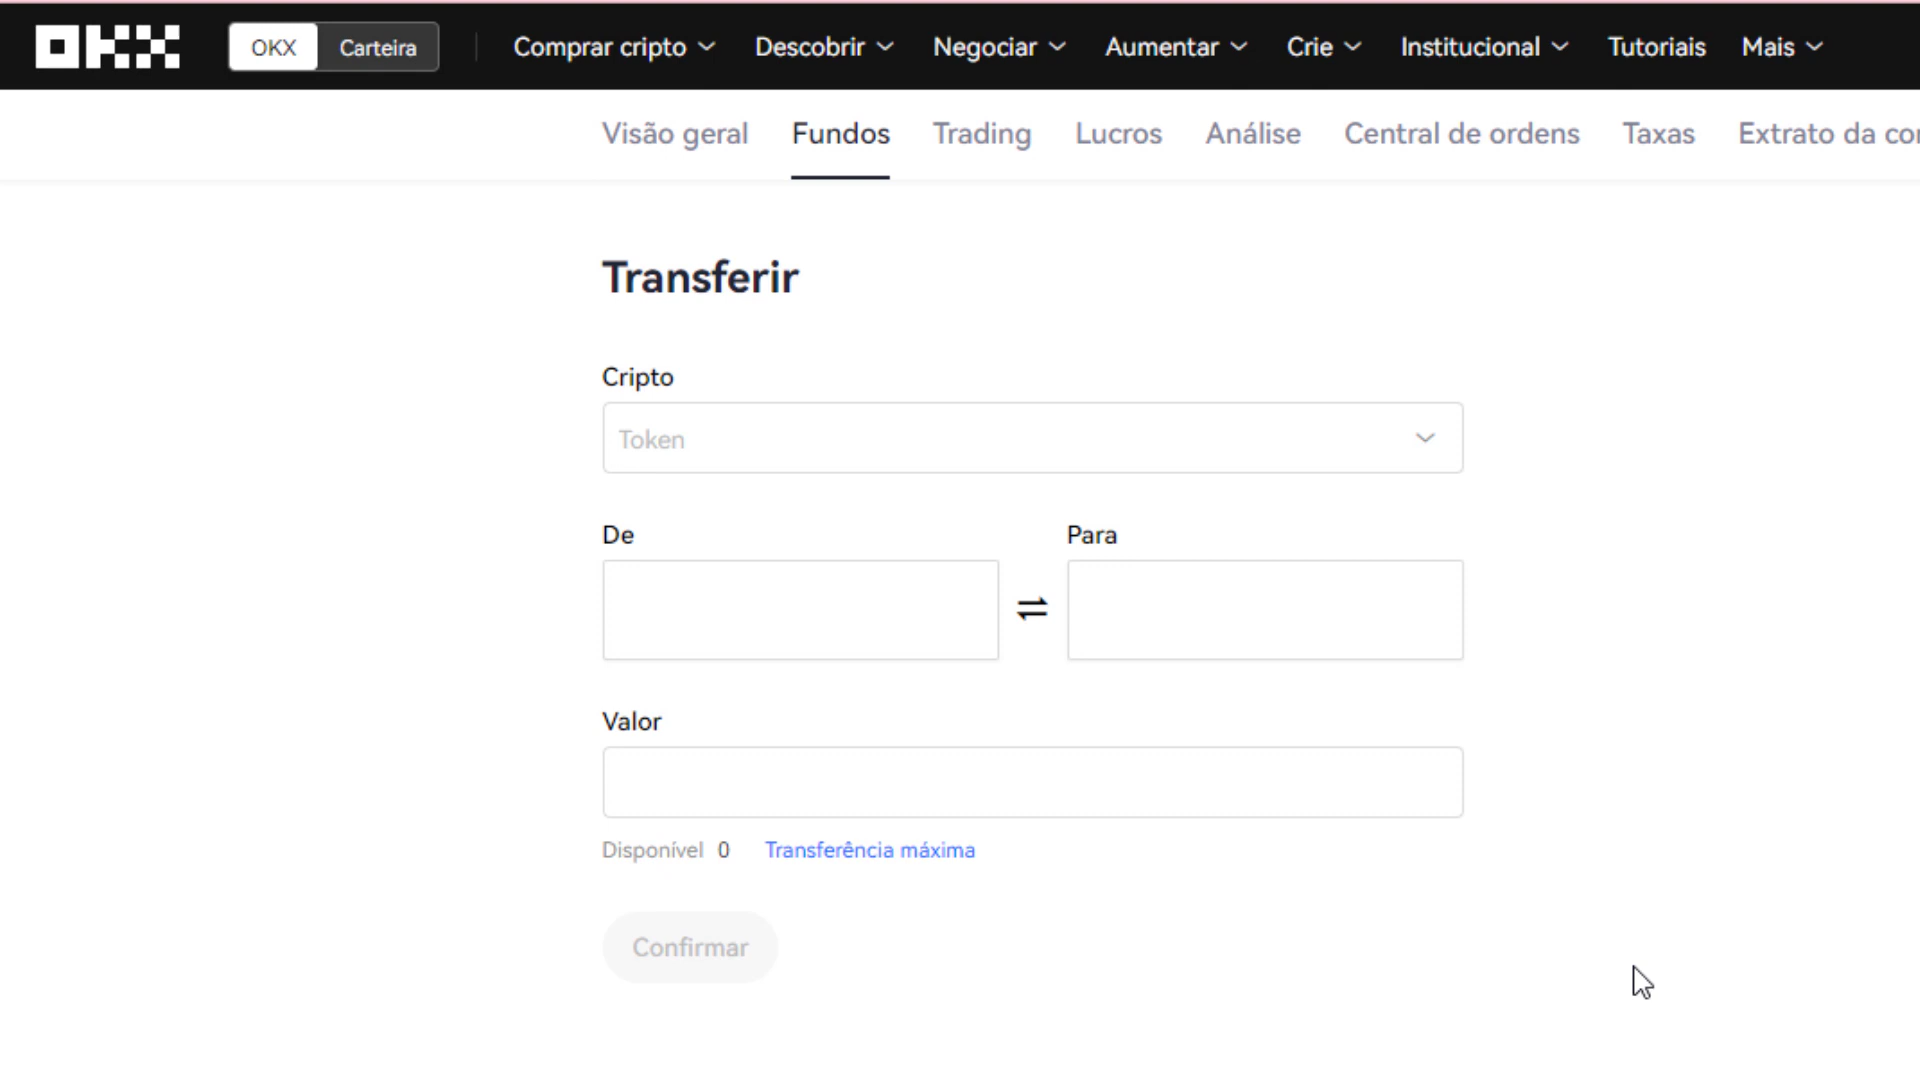 OKX OKX Carteira Comprar cripto Descobrir Negociar Aumentar Crie Institucional Tutoriais Mais
Visão geral Fundos Trading Lucros Análise Central de ordens Taxas Extrato da
Transferir
Cripto
Token
De Para
Valor
Disponível 0 Transferência máxima
Confirmar